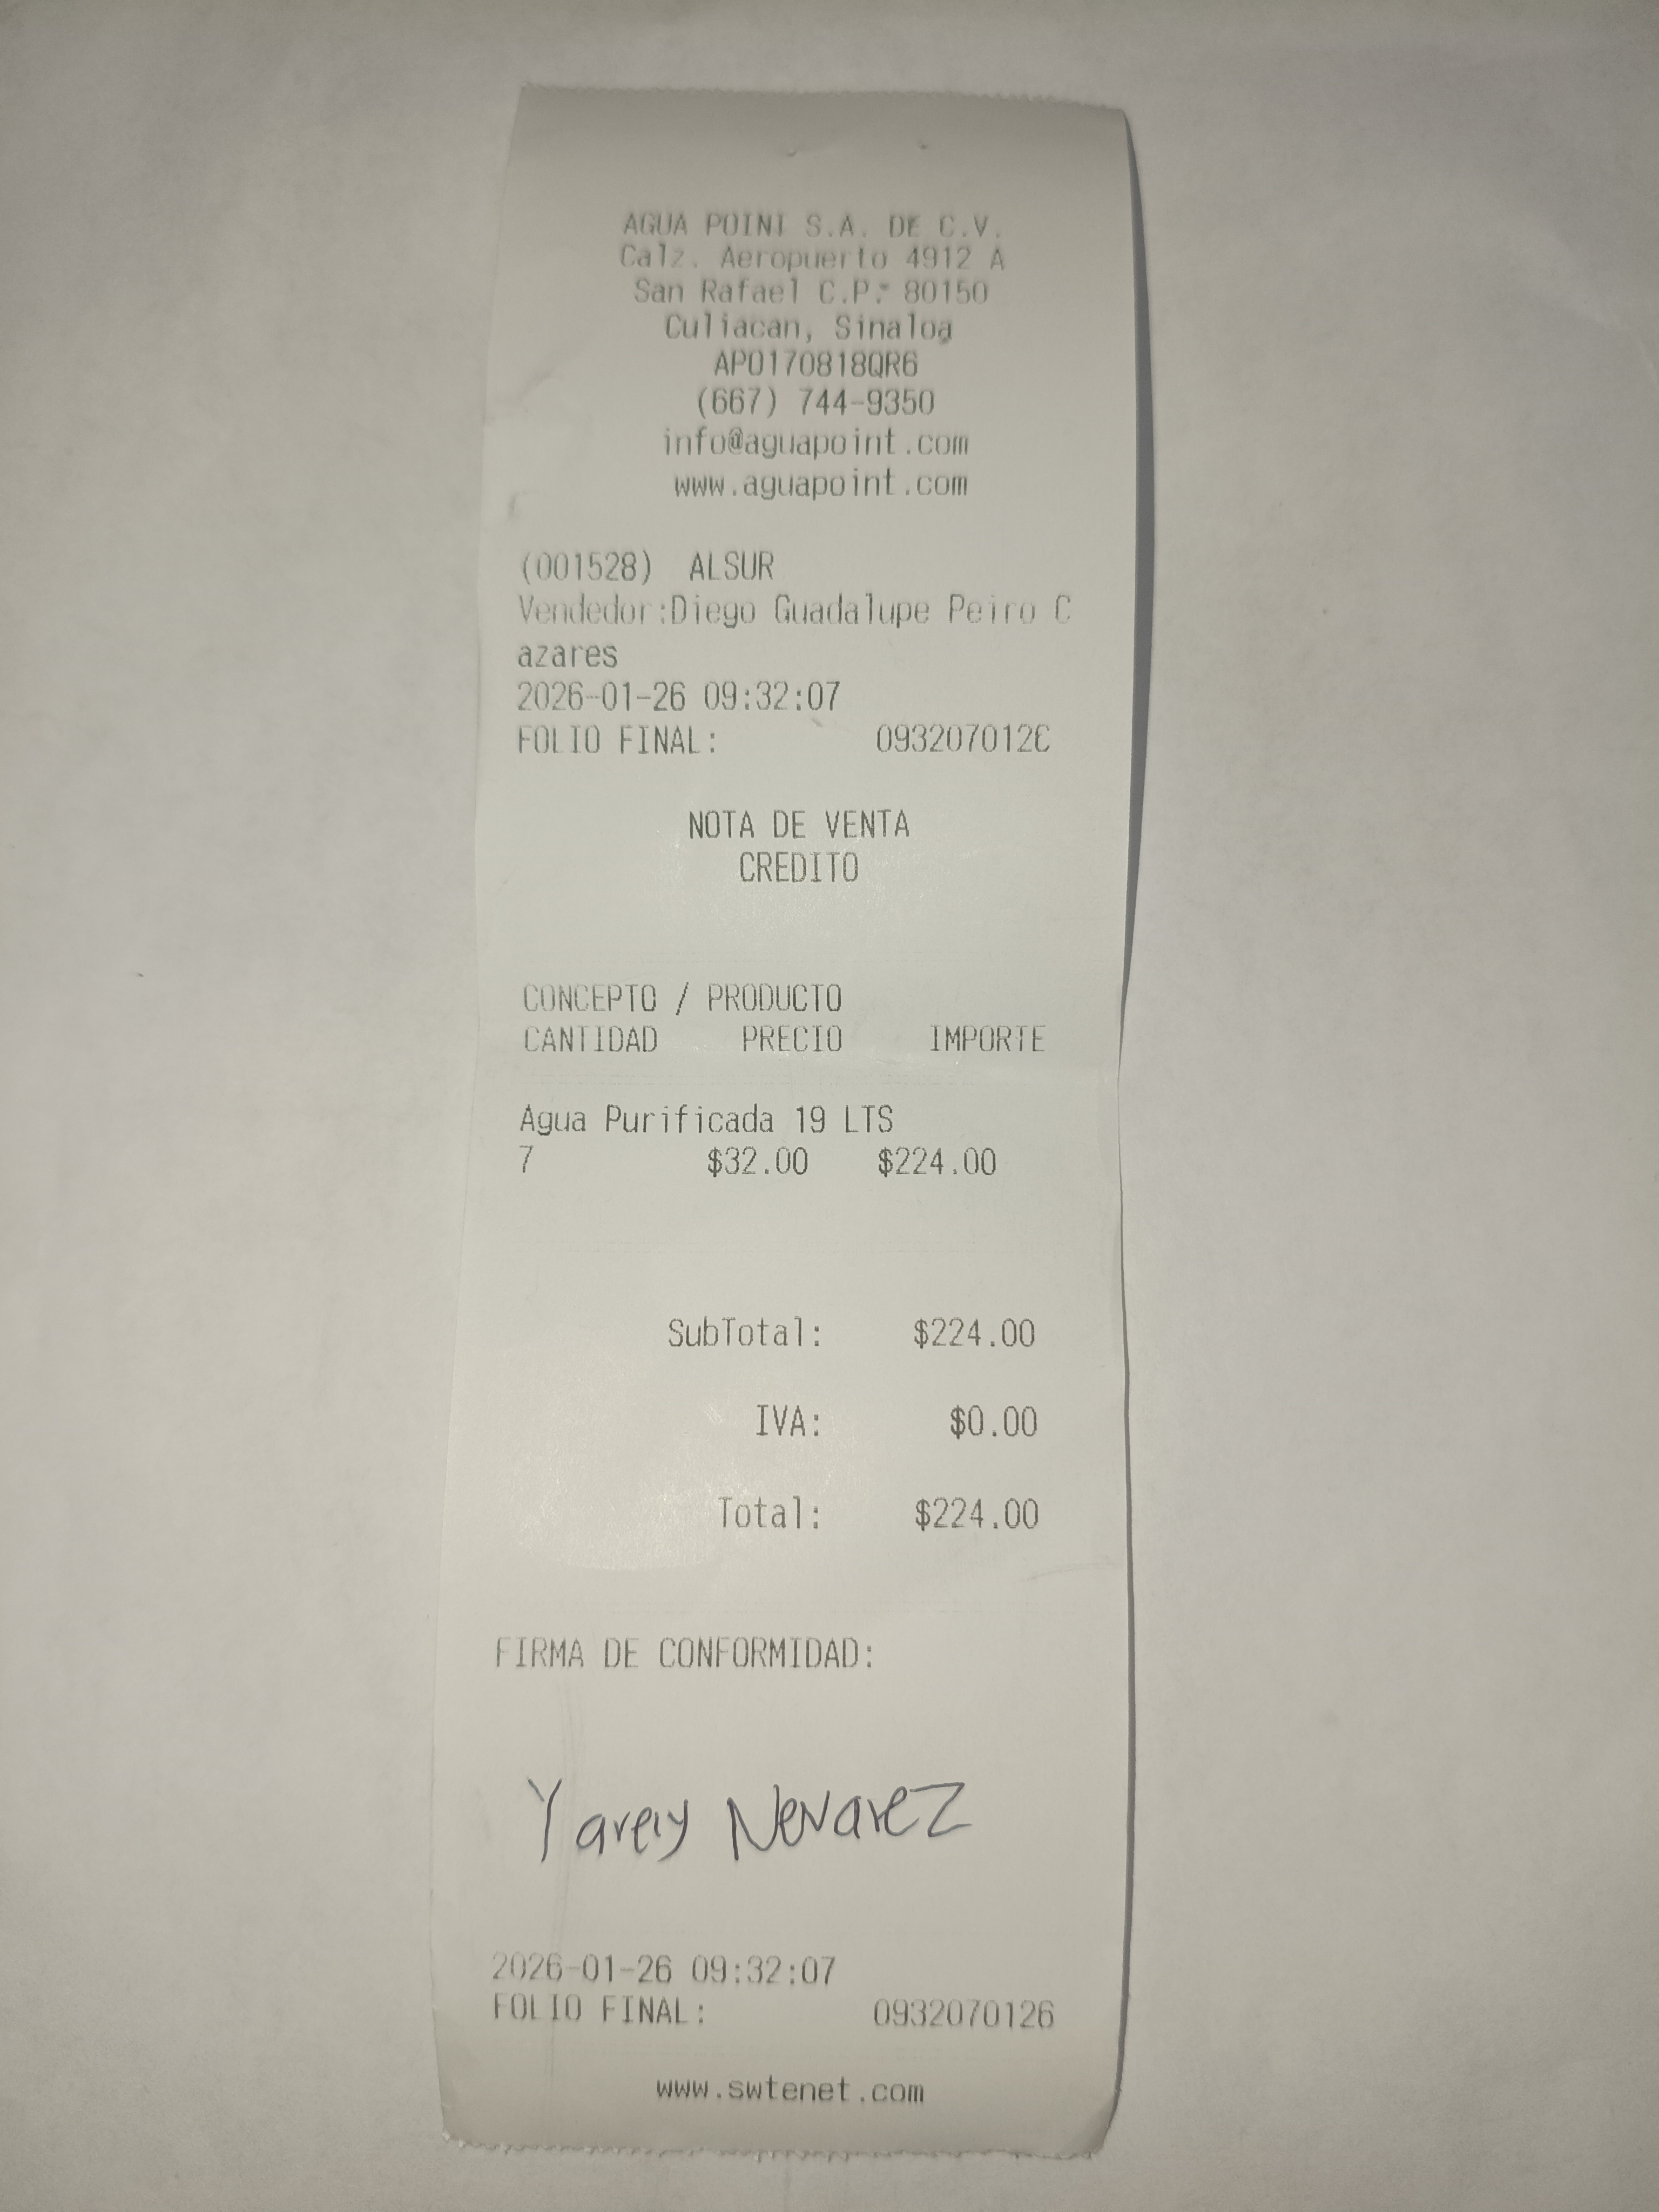 AGUA POINT S.A. DE C.V.
Calz. Aeropuerto 4912 A
San Rafael C.P. 80150
Culiacan, Sinaloa
APO170818QR6
(667) 744-9350
info@aguapoint.com
www.aguapoint.com
(001528) ALSUR
Vendedor:Diego Guadalupe Peiro C
azares
2026-01-26 09:32:07
FOLIO FINAL: 0932070126
NOTA DE VENTA
CREDITO
CONCEPTO / PRODUCTO
CANTIDAD PRECIO IMPORTE
Agua Purificada 19 LTS
7 $32.00 $224.00
SubTotal: $224.00
IVA: $0.00
Total: $224.00
FIRMA DE CONFORMIDAD:
Yarely Nevarez
2026-01-26 09:32:07
FOLIO FINAL: 0932070126
www.swtenet.com